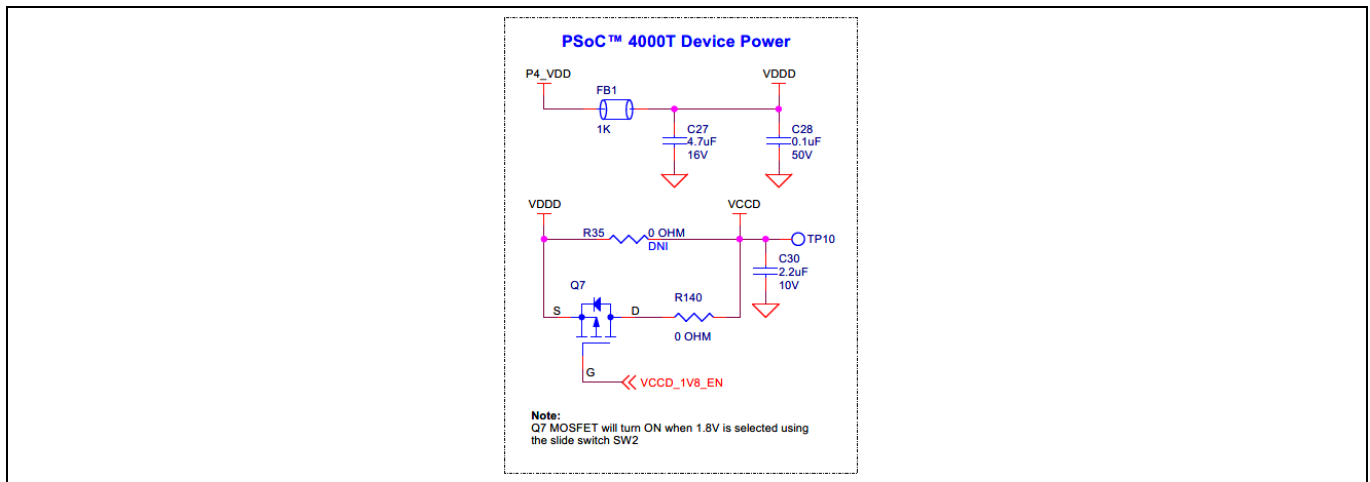 PSoC™ 4000T Device Power
P4_VDD
VDDD
FB1
1K
C27
4.7uF
16V
C28
0.1uF
50V
VDDD
VCCD
R35
0 OHM
DNI
TP10
C30
2.2uF
10V
Q7
R140
S
D
0 OHM
G
VCCD_1V8_EN
Note:
Q7 MOSFET will turn ON when 1.8V is selected using
the slide switch SW2